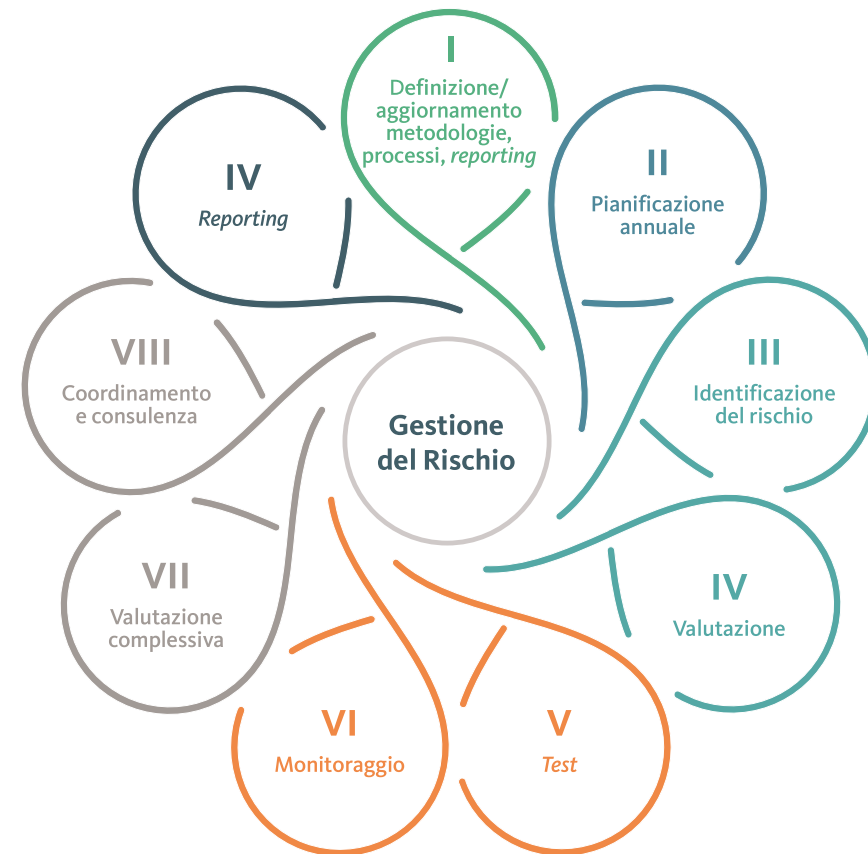 I
Definizione/
aggiornamento
metodologie,
processi, reporting
II
Pianificazione
annuale
III
Identificazione
del rischio
IV
Valutazione
V
Test
VI
Monitoraggio
VII
Valutazione
complessiva
VIII
Coordinamento
e consulenza
IV
Reporting
Gestione
del Rischio